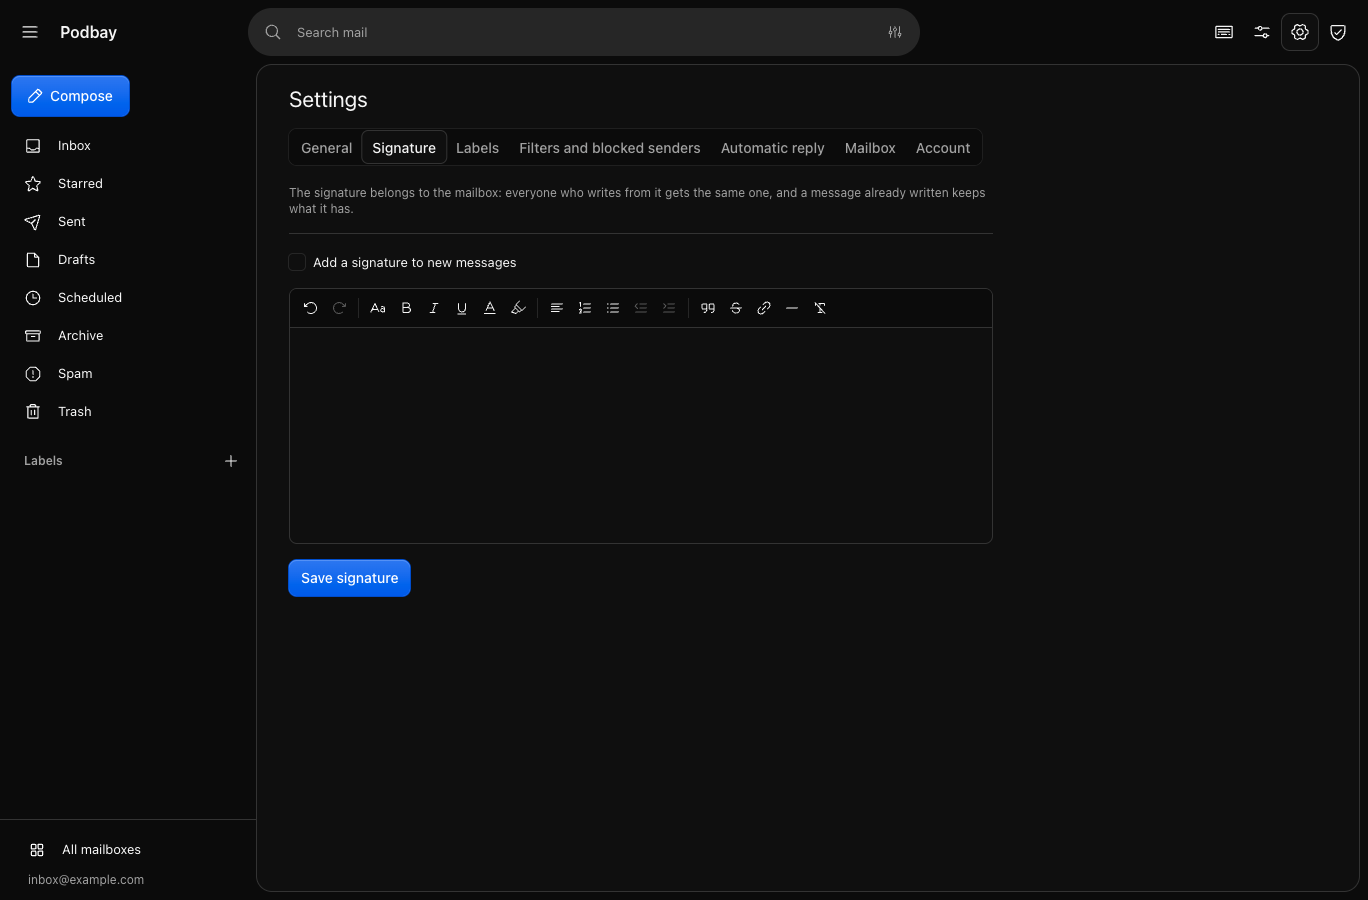 Podbay
Search mail
Compose
Inbox
Starred
Sent
Drafts
Scheduled
Archive
Spam
Trash
Labels
All mailboxes
inbox@example.com
Settings
General Signature Labels Filters and blocked senders Automatic reply Mailbox Account
The signature belongs to the mailbox: everyone who writes from it gets the same one, and a message already written keeps
what it has.
Add a signature to new messages
Save signature